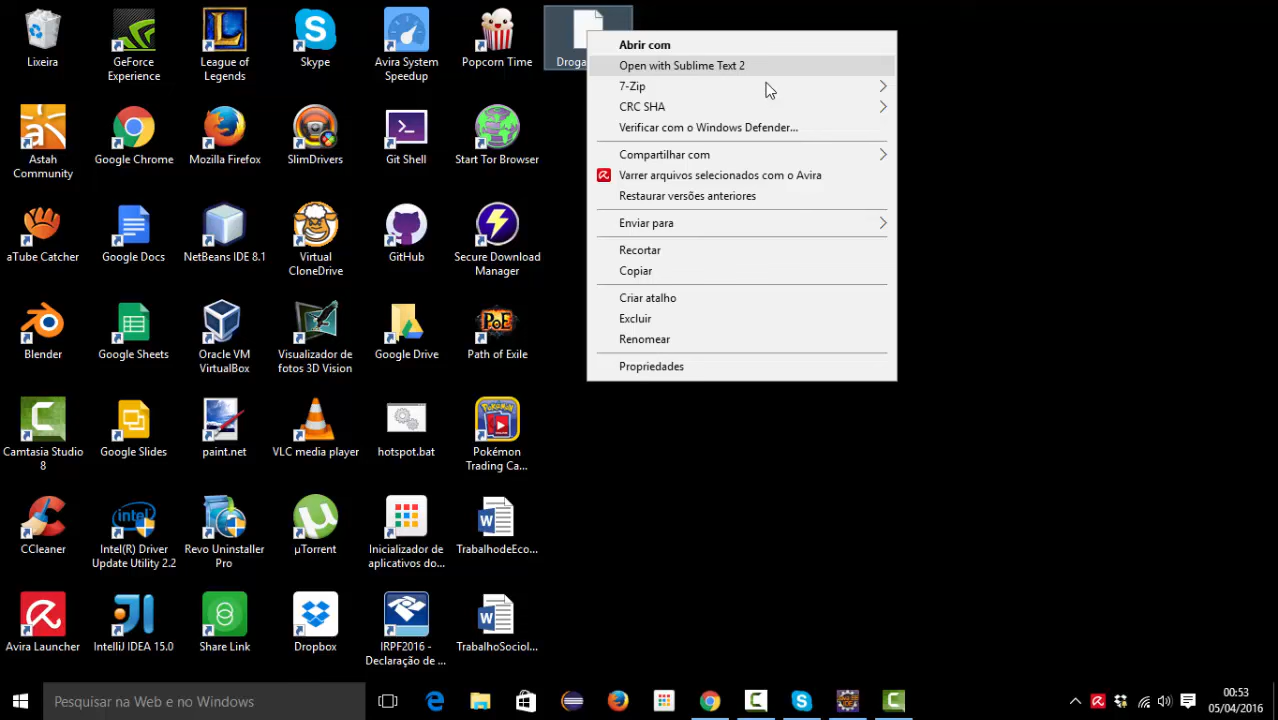 Lixeira
GeForce
Experience
League of
Legends
Skype
Avira System
Speedup
Popcorn Time
Astah
Community
Google Chrome
Mozilla Firefox
SlimDrivers
Git Shell
Start Tor Browser
aTube Catcher
Google Docs
NetBeans IDE 8.1
Virtual
CloneDrive
GitHub
Secure Download
Manager
Blender
Google Sheets
Oracle VM
VirtualBox
Visualizador de
fotos 3D Vision
Google Drive
PoE
Path of Exile
Camtasia Studio
8
Google Slides
paint.net
VLC media player
hotspot.bat
Pokémon
Trading Ca...
CCleaner
Intel(R) Driver
Update Utility 2.2
Revo Uninstaller
Pro
µTorrent
Inicializador de
aplicativos do...
TrabalhodeEco...
Avira Launcher
IntelliJ IDEA 15.0
Share Link
Dropbox
IRPF2016 -
Declaração de ...
TrabalhoSociol...
Abrir com
Open with Sublime Text 2
7-Zip
CRC SHA
Verificar com o Windows Defender...
Compartilhar com
Varrer arquivos selecionados com o Avira
Restaurar versões anteriores
Enviar para
Recortar
Copiar
Criar atalho
Excluir
Renomear
Propriedades
Pesquisar na Web e no Windows
00:53
05/04/2016